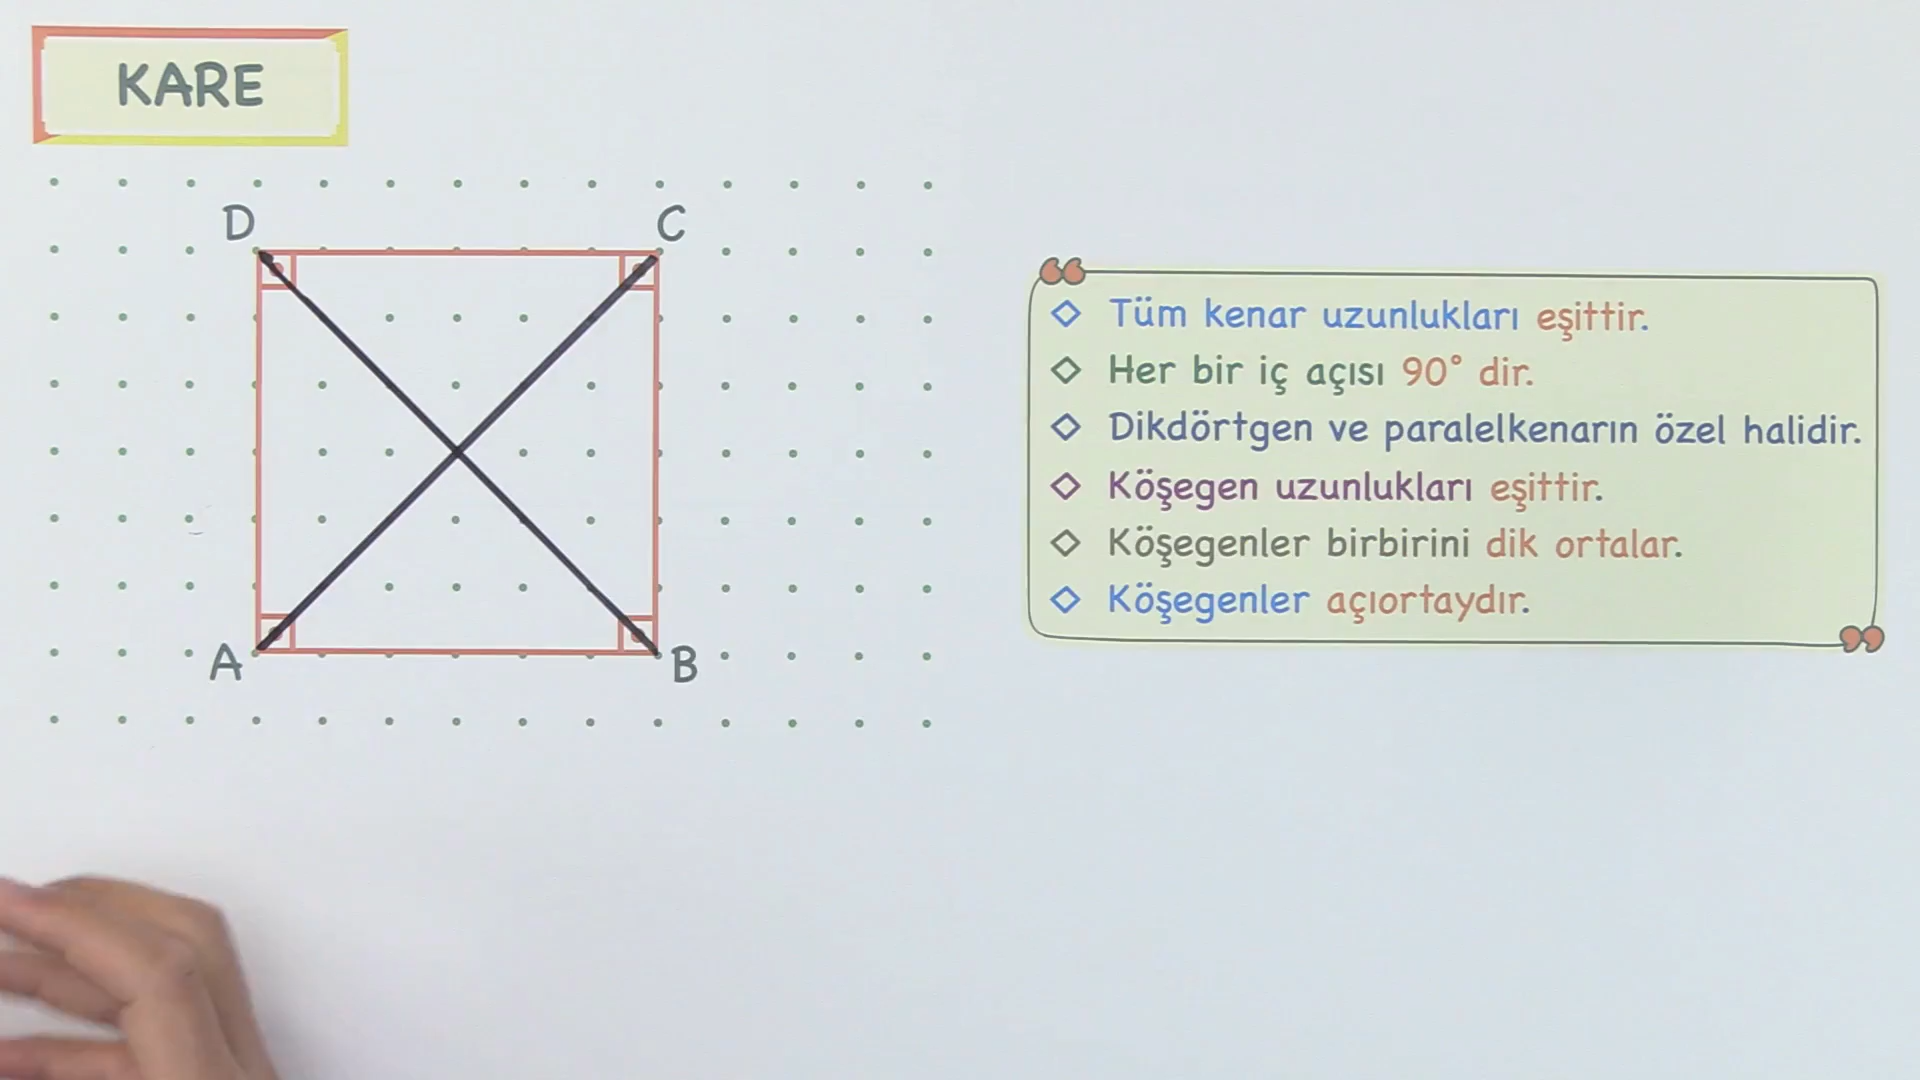 KARE
D
C
A
B
Tüm kenar uzunlukları eşittir.
Her bir iç açısı 90° dir.
Dikdörtgen ve paralelkenarın özel halidir.
Köşegen uzunlukları eşittir.
Köşegenler birbirini dik ortalar.
Köşegenler açıortaydır.